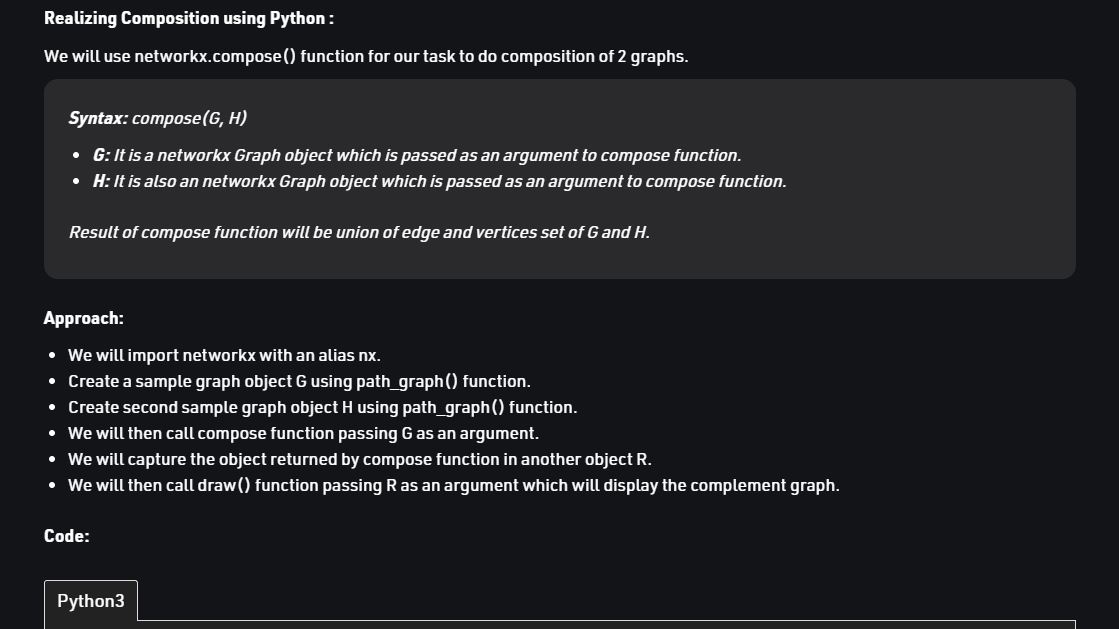 Realizing Composition using Python :
We will use networkx.compose() function for our task to do composition of 2 graphs.
Syntax: compose(G, H)
• G: It is a networkx Graph object which is passed as an argument to compose function.
• H: It is also an networkx Graph object which is passed as an argument to compose function.
Result of compose function will be union of edge and vertices set of G and H.
Approach:
• We will import networkx with an alias nx.
• Create a sample graph object G using path_graph() function.
• Create second sample graph object H using path_graph() function.
• We will then call compose function passing G as an argument.
• We will capture the object returned by compose function in another object R.
• We will then call draw() function passing R as an argument which will display the complement graph.
Code:
Python3